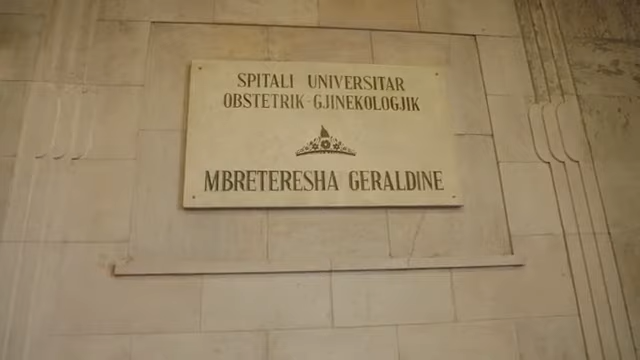 SPITALI UNIVERSITAR
OBSTETRIK-GJINEKOLOGJIK
MBRETERESHA GERALDINE